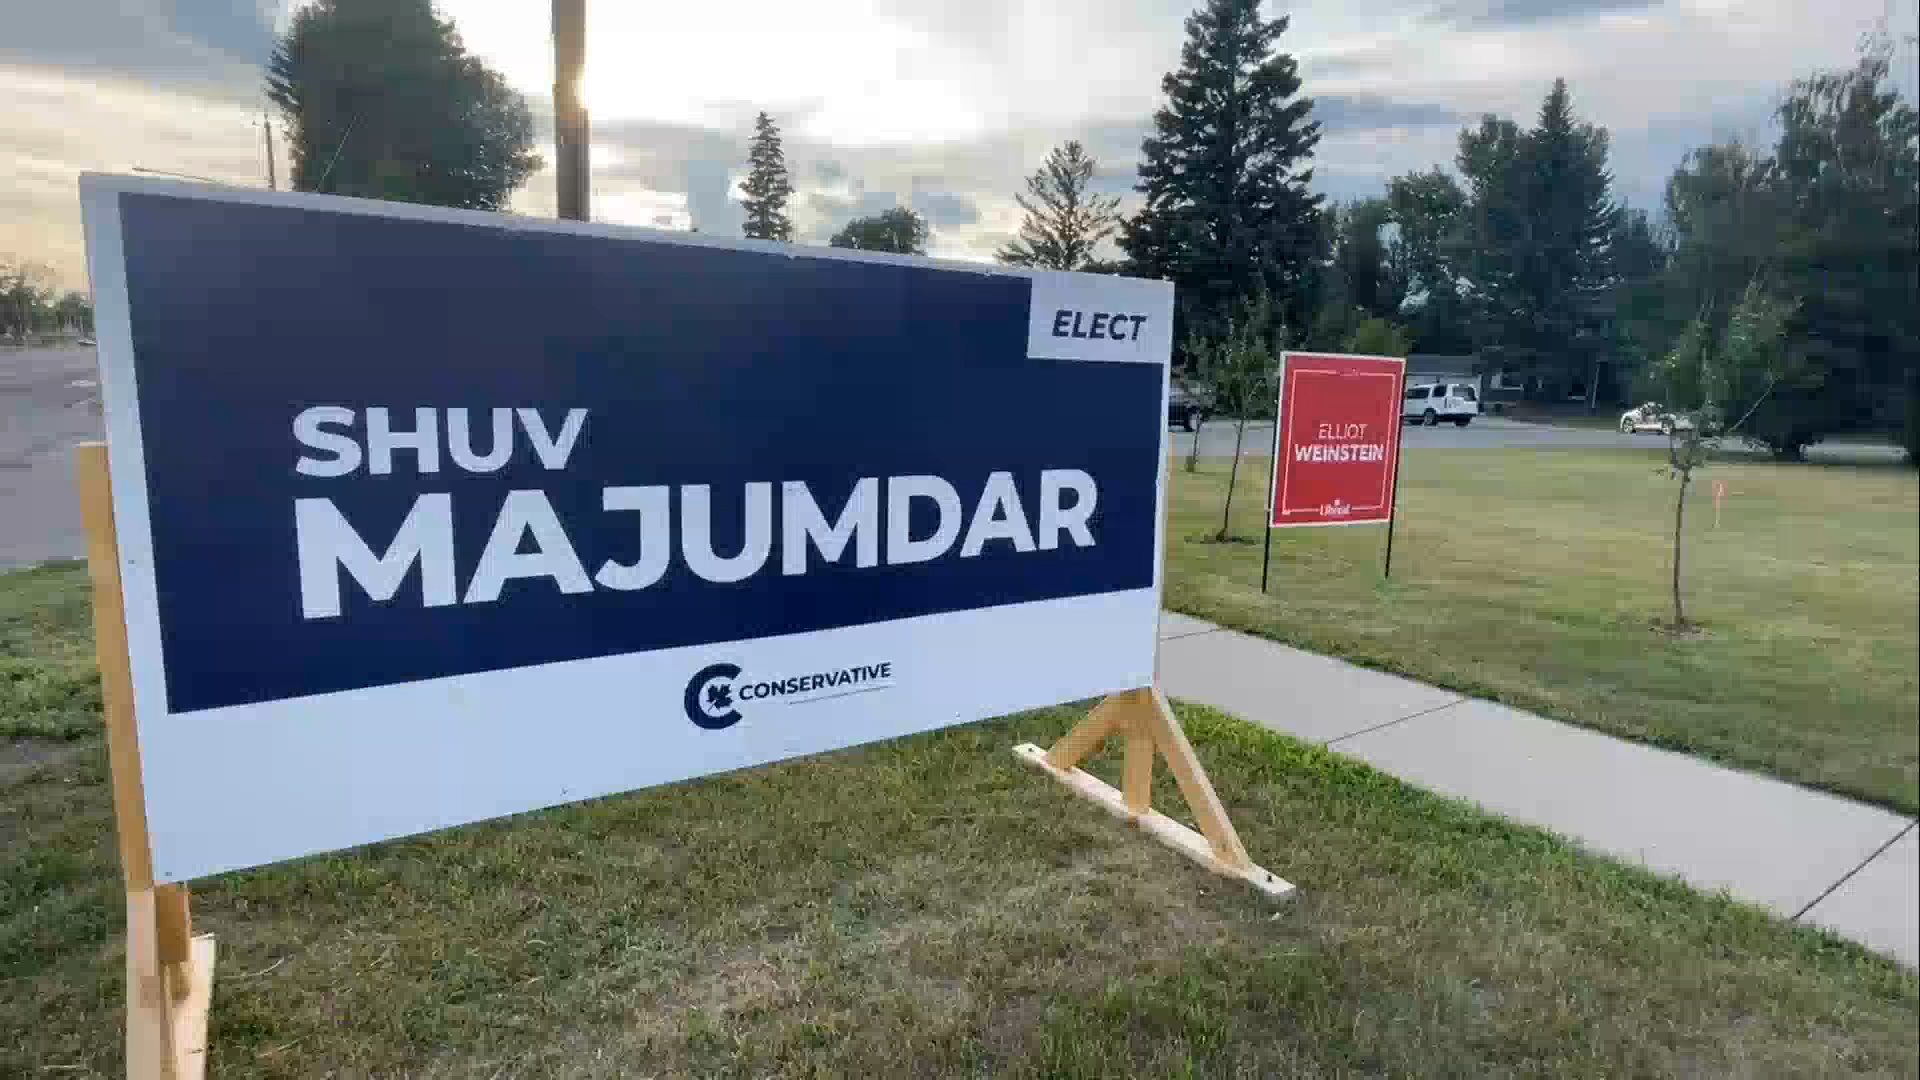 ELECT
SHUV
MAJUMDAR
CONSERVATIVE
ELLIOT
WEINSTEIN
Liberal